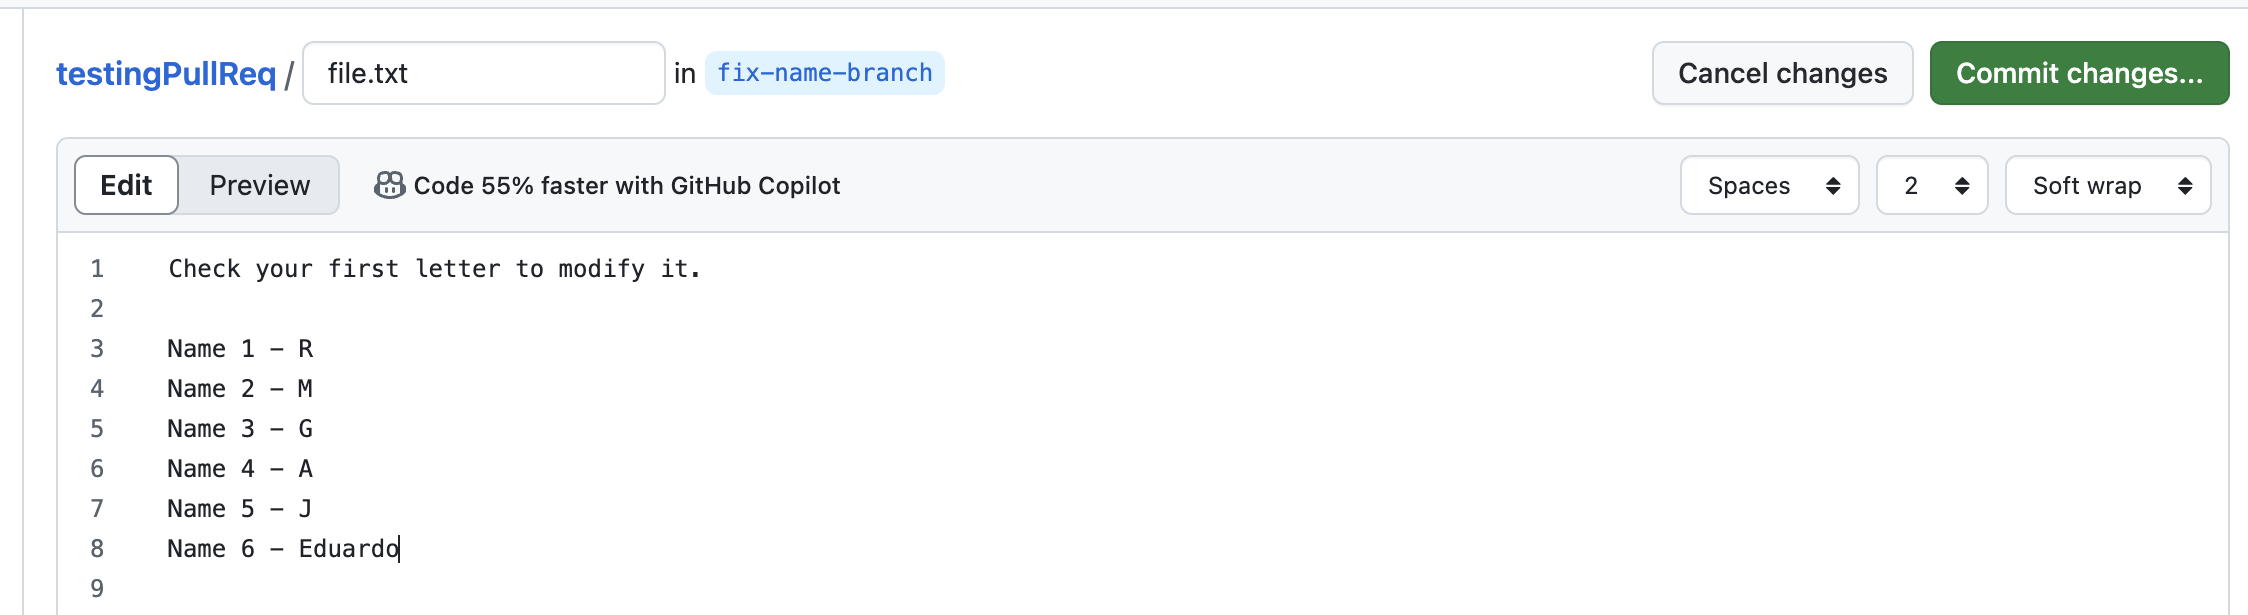 testingPullReq / file.txt in fix-name-branch Cancel changes Commit changes...
Edit Preview Code 55% faster with GitHub Copilot Spaces 2 Soft wrap
1 Check your first letter to modify it.
2
3 Name 1 - R
4 Name 2 - M
5 Name 3 - G
6 Name 4 - A
7 Name 5 - J
8 Name 6 - Eduardo
9